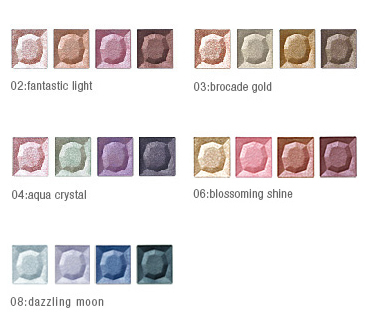 02:fantastic light
03:brocade gold
04:aqua crystal
06:blossoming shine
08:dazzling moon